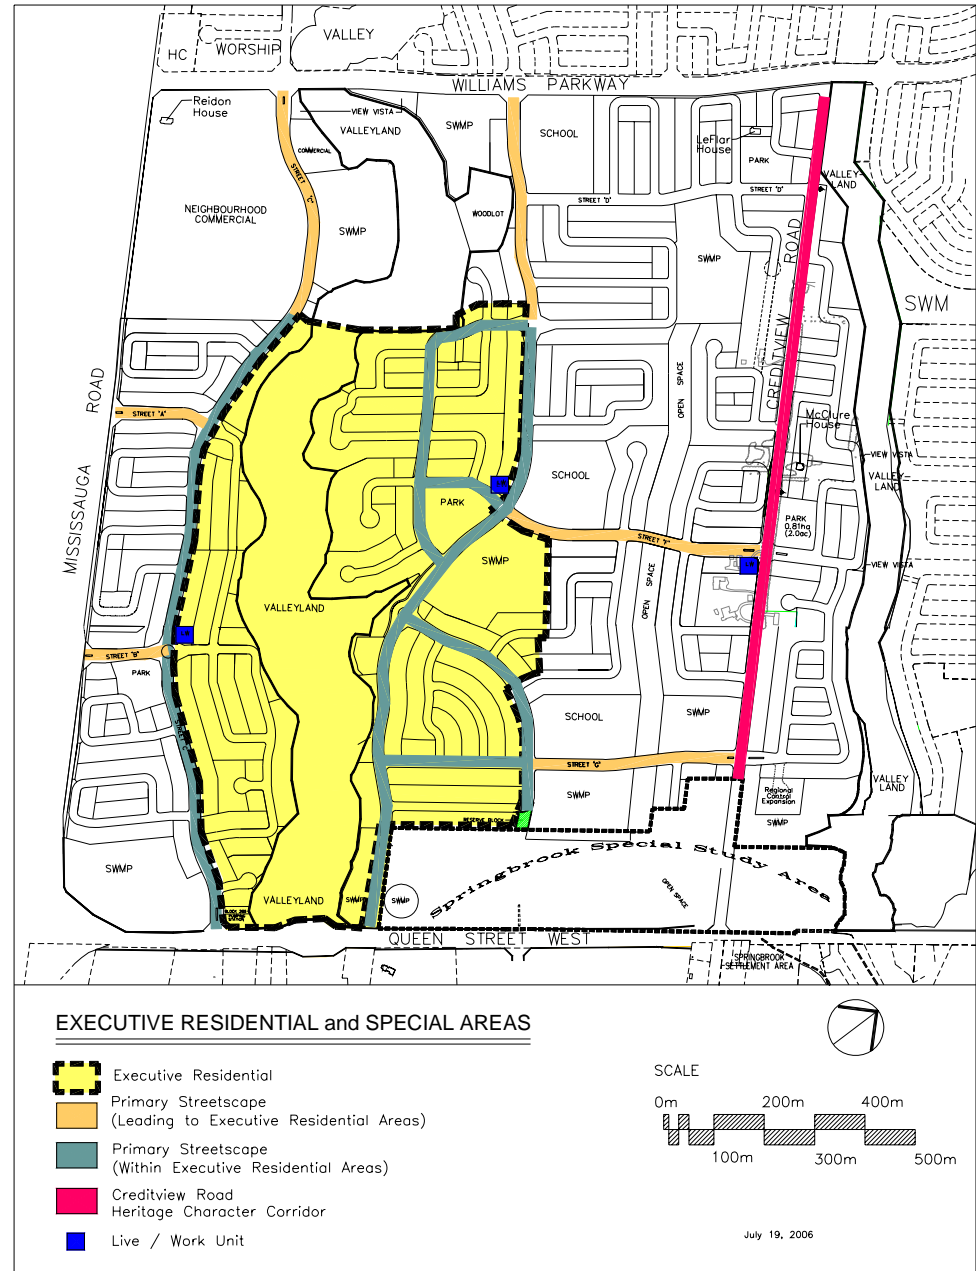 VALLEY
WORSHIP
HC
WILLIAMS PARKWAY
Reidon
House
VIEW VISTA
VALLEYLAND
SWMP
SCHOOL
LeFlar
House
COMMERCIAL
PARK
VALLEY-
LAND
STREET "C"
STREET "D"
STREET "D"
NEIGHBOURHOOD
COMMERCIAL
WOODLOT
SWMP
SWMP
CREDITVIEW ROAD
SWM
OPEN SPACE
MISSISSAUGA ROAD
STREET "A"
McClure
House
VIEW VISTA
VALLEY
LAND
SCHOOL
PARK
PARK
0.81ha
(2.0ac)
STREET "F"
SWMP
VIEW VISTA
OPEN SPACE
VALLEYLAND
STREET "B"
PARK
SCHOOL
SWMP
STREET "C"
STREET "G"
VALLEY
LAND
SWMP
Regional
Control
Expansion
SWMP
RESERVE BLOCK
Springbrook Special Study Area
SWMP
OPEN SPACE
VALLEYLAND
SWMP
SWMP
QUEEN STREET WEST
SPRINGBROOK
SETTLEMENT AREA
EXECUTIVE RESIDENTIAL and SPECIAL AREAS
Executive Residential
Primary Streetscape
(Leading to Executive Residential Areas)
Primary Streetscape
(Within Executive Residential Areas)
Creditview Road
Heritage Character Corridor
Live / Work Unit
SCALE
0m 200m 400m
100m 300m 500m
July 19, 2006